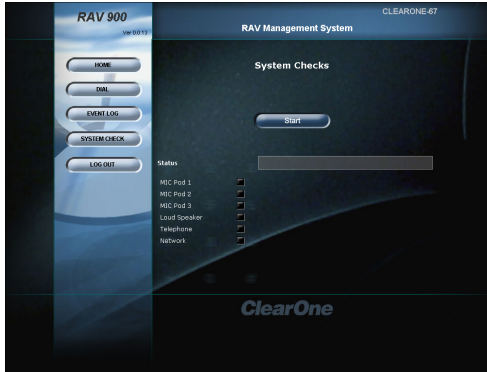 CLEARONE-67
RAV 900
Ver 0.0.13
RAV Management System
HOME
DIAL
EVENT LOG
SYSTEM CHECK
LOG OUT
System Checks
Start
Status
MIC Pod 1
MIC Pod 2
MIC Pod 3
Loud Speaker
Telephone
Network
ClearOne